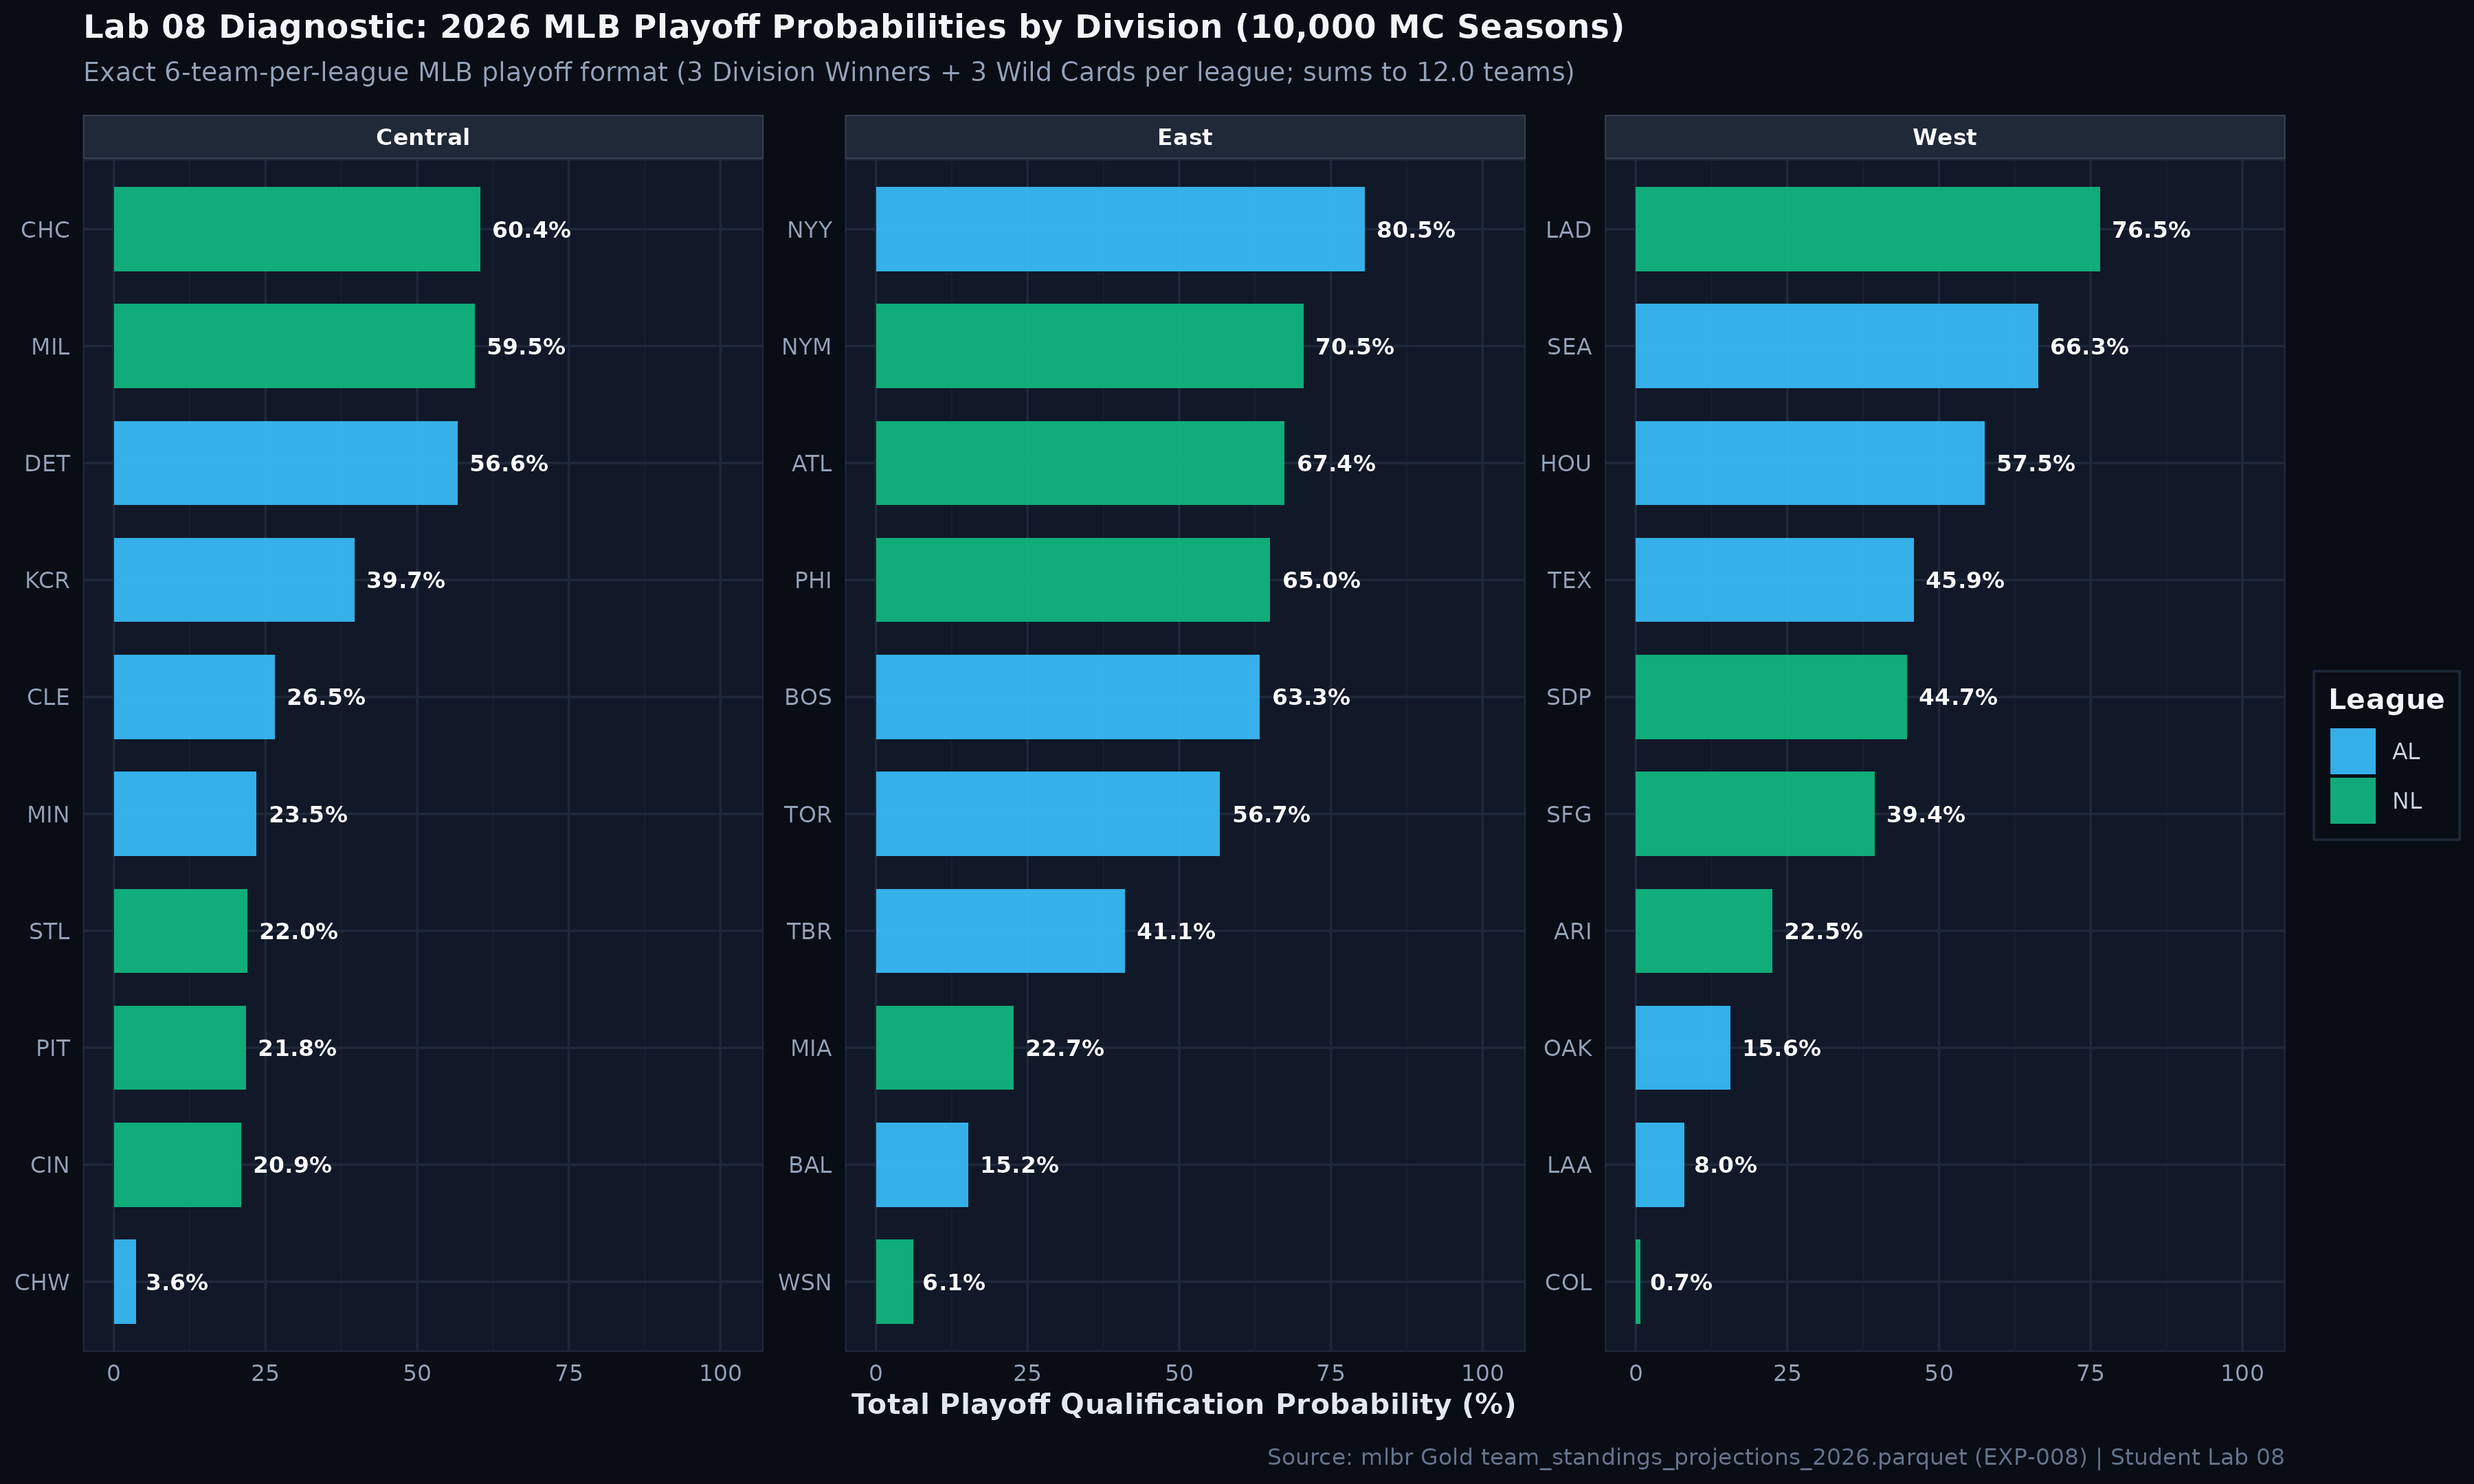 Lab 08 Diagnostic: 2026 MLB Playoff Probabilities by Division (10,000 MC Seasons)
Exact 6-team-per-league MLB playoff format (3 Division Winners + 3 Wild Cards per league; sums to 12.0 teams)
Central
CHC 60.4%
MIL 59.5%
DET 56.6%
KCR 39.7%
CLE 26.5%
MIN 23.5%
STL 22.0%
PIT 21.8%
CIN 20.9%
CHW 3.6%
0 25 50 75 100
East
NYY 80.5%
NYM 70.5%
ATL 67.4%
PHI 65.0%
BOS 63.3%
TOR 56.7%
TBR 41.1%
MIA 22.7%
BAL 15.2%
WSN 6.1%
0 25 50 75 100
West
LAD 76.5%
SEA 66.3%
HOU 57.5%
TEX 45.9%
SDP 44.7%
SFG 39.4%
ARI 22.5%
OAK 15.6%
LAA 8.0%
COL 0.7%
0 25 50 75 100
League
AL
NL
Total Playoff Qualification Probability (%)
Source: mlbr Gold team_standings_projections_2026.parquet (EXP-008) | Student Lab 08